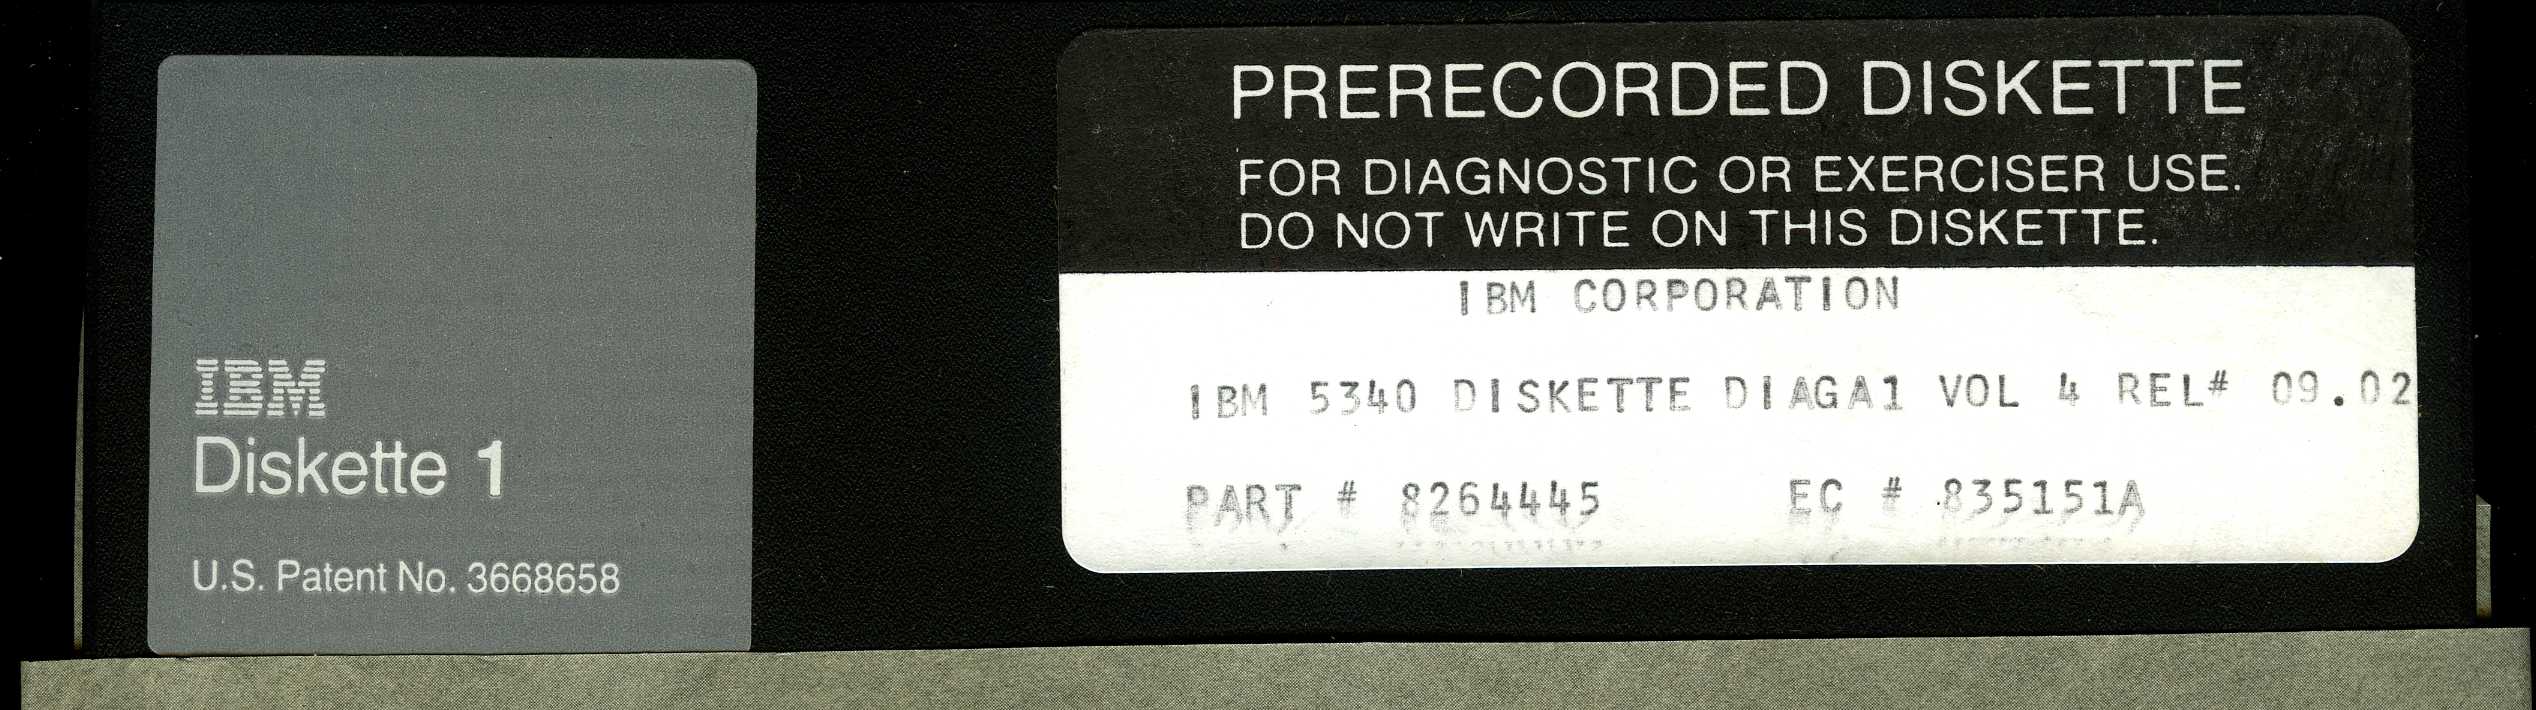 IBM
Diskette 1
U.S. Patent No. 3668658
PRERECORDED DISKETTE
FOR DIAGNOSTIC OR EXERCISER USE.
DO NOT WRITE ON THIS DISKETTE.
IBM CORPORATION
IBM 5340 DISKETTE DIAGA1 VOL 4 REL# 09.02
PART # 8264445 EC # 835151A